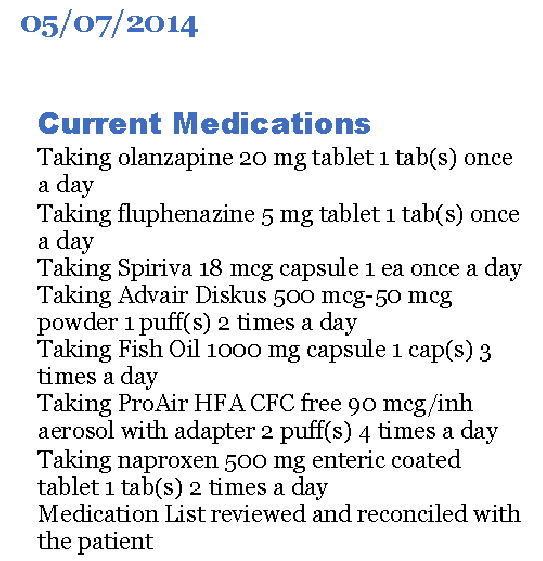 05/07/2014
Current Medications
Taking olanzapine 20 mg tablet 1 tab(s) once
a day
Taking fluphenazine 5 mg tablet 1 tab(s) once
a day
Taking Spiriva 18 mcg capsule 1 ea once a day
Taking Advair Diskus 500 mcg-50 mcg
powder 1 puff(s) 2 times a day
Taking Fish Oil 1000 mg capsule 1 cap(s) 3
times a day
Taking ProAir HFA CFC free 90 mcg/inh
aerosol with adapter 2 puff(s) 4 times a day
Taking naproxen 500 mg enteric coated
tablet 1 tab(s) 2 times a day
Medication List reviewed and reconciled with
the patient